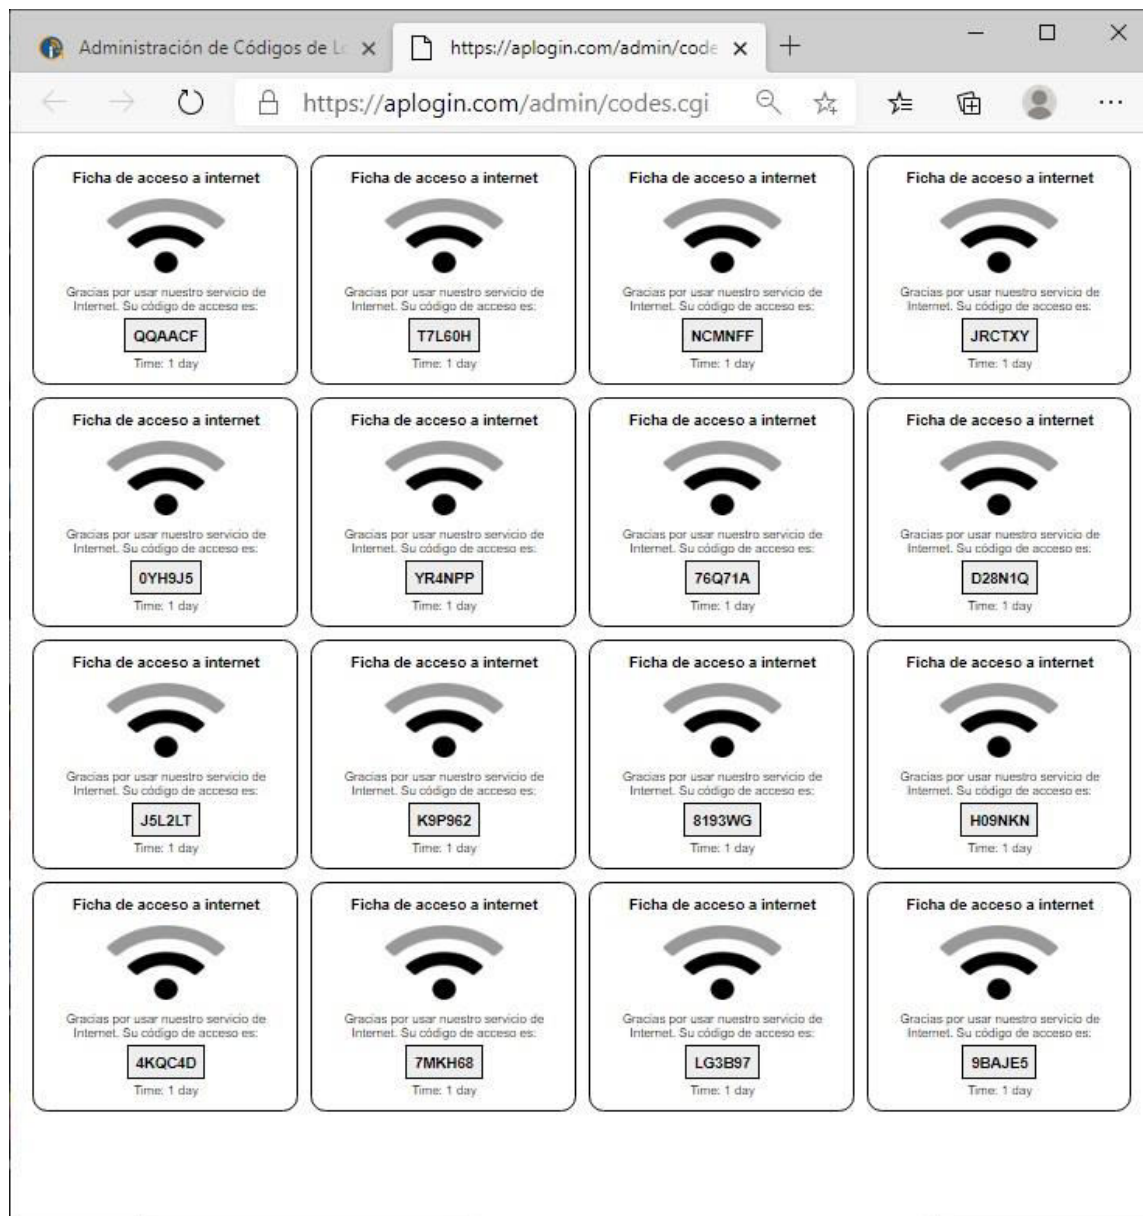 Administración de Códigos de L
https://aplogin.com/admin/code
https://aplogin.com/admin/codes.cgi
Ficha de acceso a internet
Gracias por usar nuestro servicio de
Internet. Su código de acceso es:
QQAACF
Time: 1 day
Ficha de acceso a internet
Gracias por usar nuestro servicio de
Internet. Su código de acceso es:
T7L60H
Time: 1 day
Ficha de acceso a internet
Gracias por usar nuestro servicio de
Internet. Su código de acceso es:
NCMNFF
Time: 1 day
Ficha de acceso a internet
Gracias por usar nuestro servicio de
Internet. Su código de acceso es:
JRCTXY
Time: 1 day
Ficha de acceso a internet
Gracias por usar nuestro servicio de
Internet. Su código de acceso es:
0YH9J5
Time: 1 day
Ficha de acceso a internet
Gracias por usar nuestro servicio de
Internet. Su código de acceso es:
YR4NPP
Time: 1 day
Ficha de acceso a internet
Gracias por usar nuestro servicio de
Internet. Su código de acceso es:
76Q71A
Time: 1 day
Ficha de acceso a internet
Gracias por usar nuestro servicio de
Internet. Su código de acceso es:
D28N1Q
Time: 1 day
Ficha de acceso a internet
Gracias por usar nuestro servicio de
Internet. Su código de acceso es:
J5L2LT
Time: 1 day
Ficha de acceso a internet
Gracias por usar nuestro servicio de
Internet. Su código de acceso es:
K9P962
Time: 1 day
Ficha de acceso a internet
Gracias por usar nuestro servicio de
Internet. Su código de acceso es:
8193WG
Time: 1 day
Ficha de acceso a internet
Gracias por usar nuestro servicio de
Internet. Su código de acceso es:
H09NKN
Time: 1 day
Ficha de acceso a internet
Gracias por usar nuestro servicio de
Internet. Su código de acceso es:
4KQC4D
Time: 1 day
Ficha de acceso a internet
Gracias por usar nuestro servicio de
Internet. Su código de acceso es:
7MKH68
Time: 1 day
Ficha de acceso a internet
Gracias por usar nuestro servicio de
Internet. Su código de acceso es:
LG3B97
Time: 1 day
Ficha de acceso a internet
Gracias por usar nuestro servicio de
Internet. Su código de acceso es:
9BAJE5
Time: 1 day